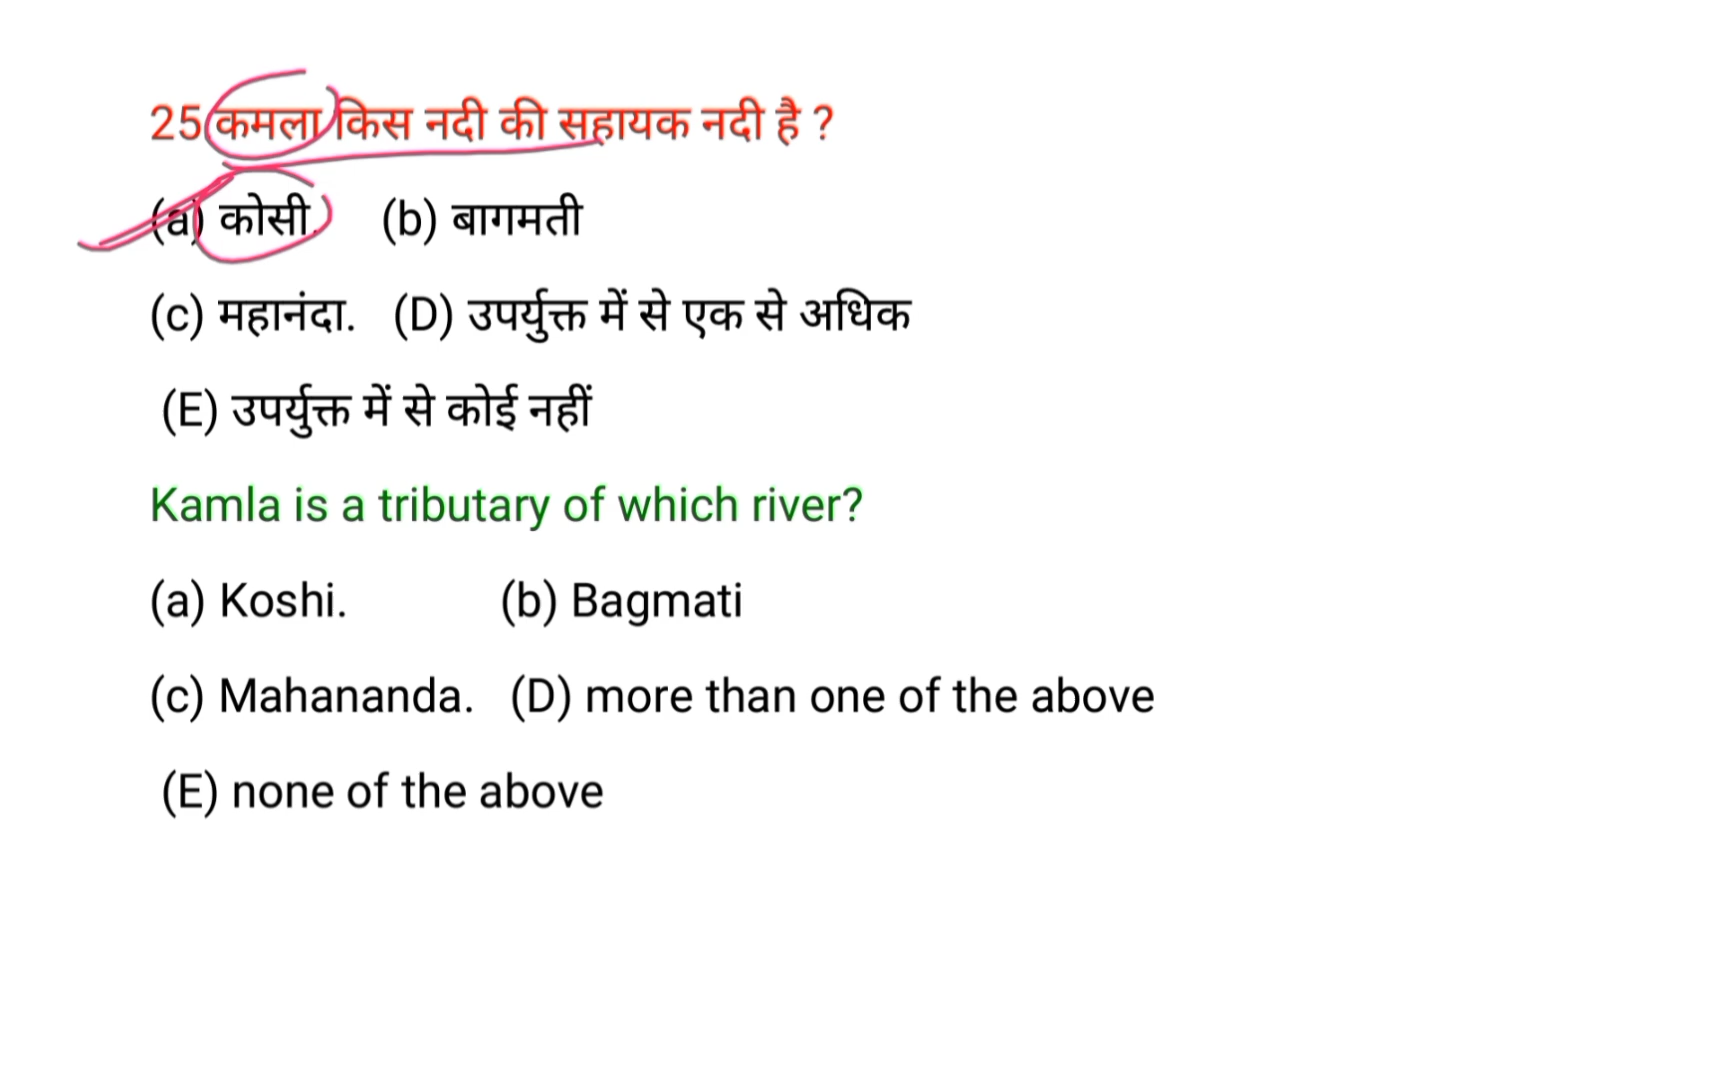 25 कमला किस नदी की सहायक नदी है ?
(a) कोसी. (b) बागमती
(c) महानंदा. (D) उपर्युक्त में से एक से अधिक
(E) उपर्युक्त में से कोई नहीं
Kamla is a tributary of which river?
(a) Koshi. (b) Bagmati
(c) Mahananda. (D) more than one of the above
(E) none of the above